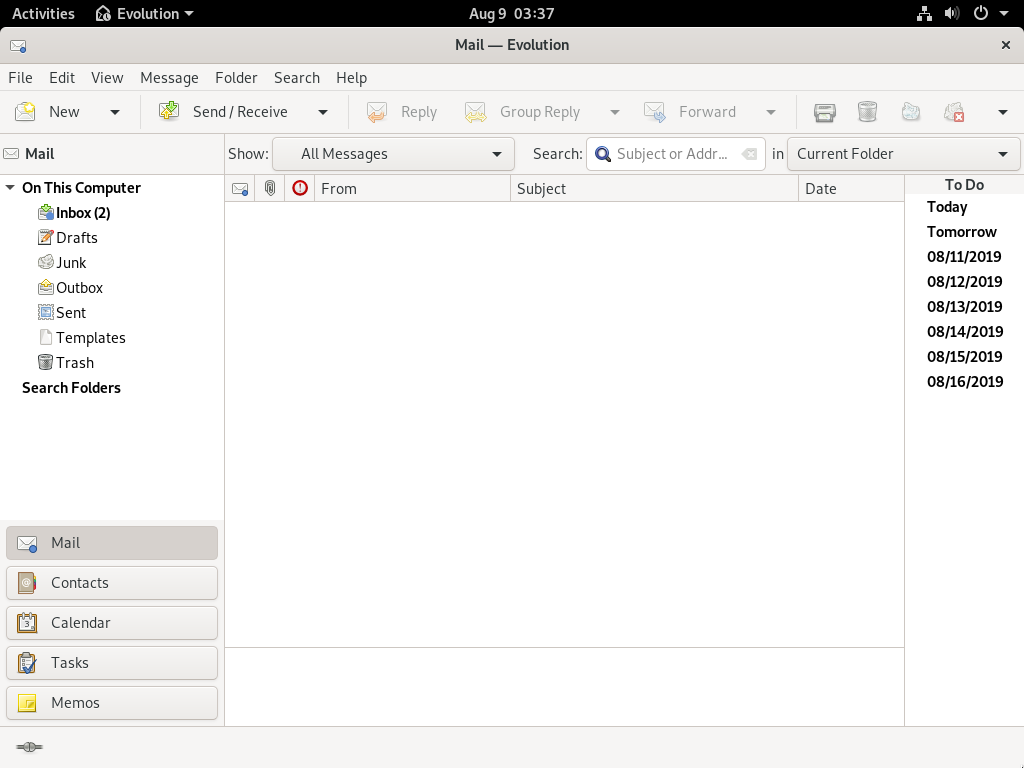 Activities Evolution Aug 9 03:37
Mail — Evolution
File Edit View Message Folder Search Help
New Send / Receive Reply Group Reply Forward
Mail Show: All Messages Search: Subject or Addr... in Current Folder
From Subject Date
On This Computer
Inbox (2)
Drafts
Junk
Outbox
Sent
Templates
Trash
Search Folders
Mail
Contacts
Calendar
Tasks
Memos
To Do
Today
Tomorrow
08/11/2019
08/12/2019
08/13/2019
08/14/2019
08/15/2019
08/16/2019